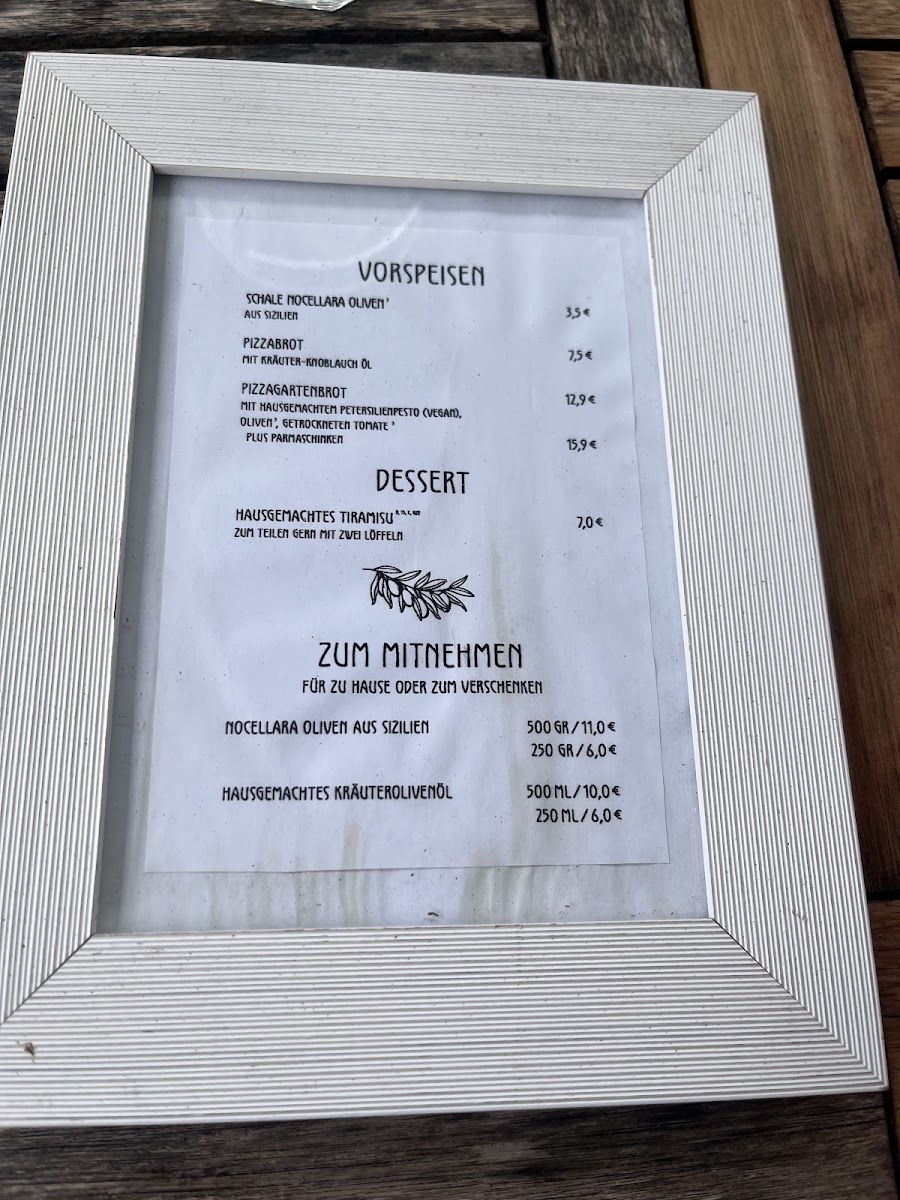 VORSPEISEN
SCHALE NOCELLARA OLIVEN
AUS SIZILIEN
3,5 €
PIZZABROT
MIT KRÄUTER-KNOBLAUCH ÖL
7,5 €
PIZZAGARTENBROT
12,9 €
MIT HAUSGEMACHTEM PETERSILIENPESTO (VEGAN),
OLIVEN, GETROCKNETEN TOMATE
PLUS PARMASCHINKEN
15,9 €
DESSERT
HAUSGEMACHTES TIRAMISU
ZUM TEILEN GERN MIT ZWEI LÖFFELN
7,0 €
ZUM MITNEHMEN
FÜR ZU HAUSE ODER ZUM VERSCHENKEN
NOCELLARA OLIVEN AUS SIZILIEN 500 GR / 11,0 €
250 GR / 6,0 €
HAUSGEMACHTES KRÄUTEROLIVENÖL 500 ML / 10,0 €
250 ML / 6,0 €